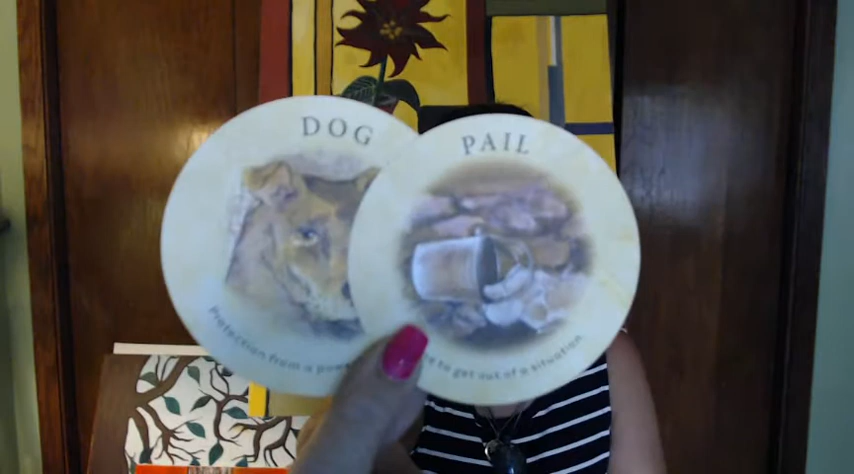 DOG
PAIL
Protection from a
to get out of a situation